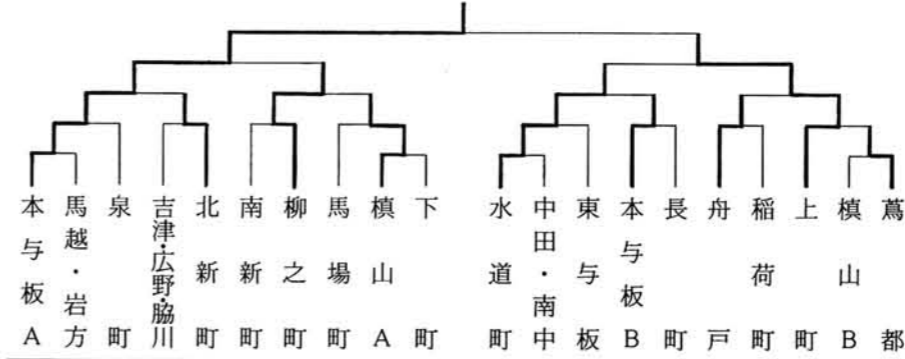 本与板A
馬越・岩方
泉町
吉津・広野・脇川
北新町
南新町
柳之町
馬場町
槙山A
下町
水道町
中田・南中
東与板
本与板B
長町
舟戸
稲荷町
上町
槙山B
蔦都